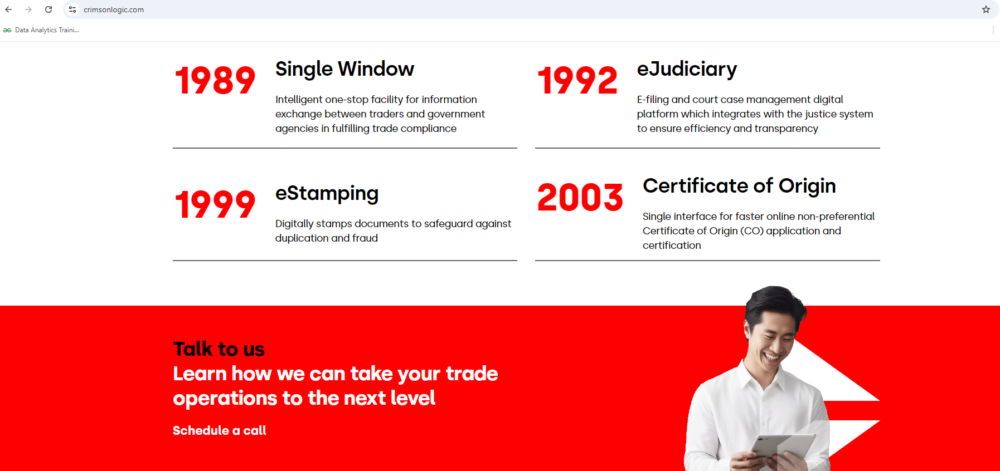 crimsonlogic.com
Data Analytics Traini...
1989
Single Window
Intelligent one-stop facility for information
exchange between traders and government
agencies in fulfilling trade compliance
1992
eJudiciary
E-filing and court case management digital
platform which integrates with the justice system
to ensure efficiency and transparency
1999
eStamping
Digitally stamps documents to safeguard against
duplication and fraud
2003
Certificate of Origin
Single interface for faster online non-preferential
Certificate of Origin (CO) application and
certification
Talk to us
Learn how we can take your trade
operations to the next level
Schedule a call